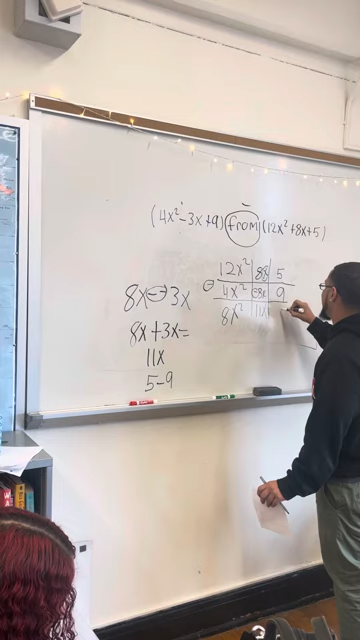 (4x² - 3x + 9) from (12x² + 8x + 5)
12x² 8x 5
⊖ 4x² -3x 9
8x² 11x
8x ⊖ -3x
8x + 3x =
11x
5 - 9